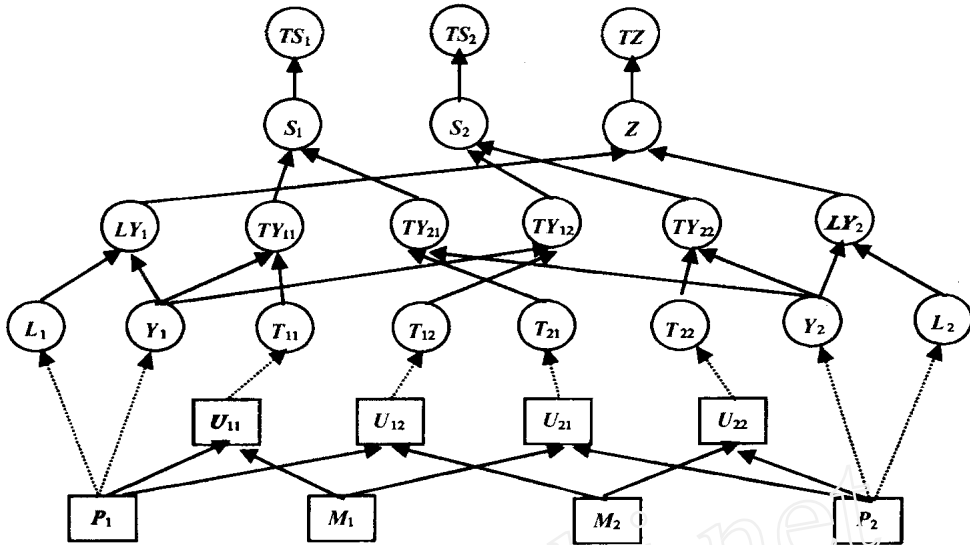 TS₁ TS₂ TZ
S₁ S₂ Z
LY₁ TY₁₁ TY₂₁ TY₁₂ TY₂₂ LY₂
L₁ Y₁ T₁₁ T₁₂ T₂₁ T₂₂ Y₂ L₂
U₁₁ U₁₂ U₂₁ U₂₂
P₁ M₁ M₂ P₂